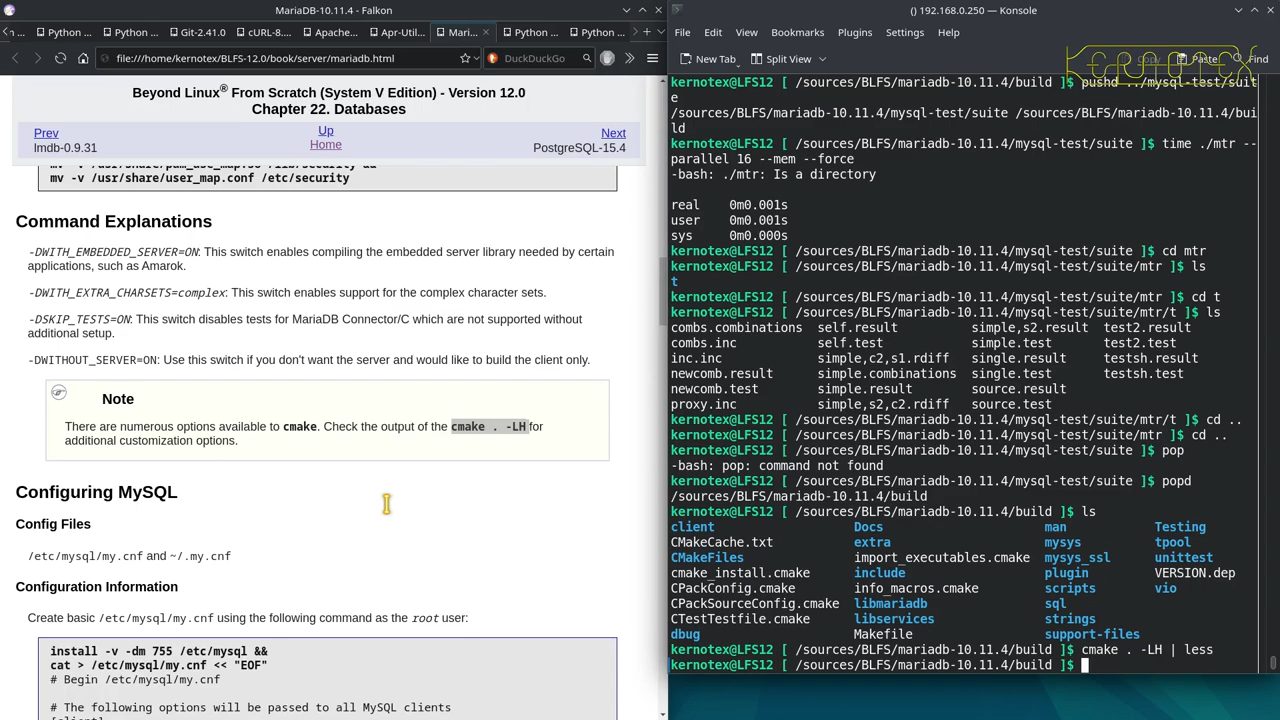 MariaDB-10.11.4 - Falkon
n ...
Python ...
Python ...
Git-2.41.0
cURL-8....
Apache...
Apr-Util...
Mari...
Python ...
Python ...
file:///home/kernotex/BLFS-12.0/book/server/mariadb.html
DuckDuckGo
Beyond Linux® From Scratch (System V Edition) - Version 12.0
Chapter 22. Databases
Prev
Up
Next
lmdb-0.9.31
Home
PostgreSQL-15.4
mv -v /usr/share/user_map.conf /etc/security
Command Explanations
-DWITH_EMBEDDED_SERVER=ON: This switch enables compiling the embedded server library needed by certain
applications, such as Amarok.
-DWITH_EXTRA_CHARSETS=complex: This switch enables support for the complex character sets.
-DSKIP_TESTS=ON: This switch disables tests for MariaDB Connector/C which are not supported without
additional setup.
-DWITHOUT_SERVER=ON: Use this switch if you don't want the server and would like to build the client only.
Note
There are numerous options available to cmake. Check the output of the cmake . -LH for
additional customization options.
Configuring MySQL
Config Files
/etc/mysql/my.cnf and ~/.my.cnf
Configuration Information
Create basic /etc/mysql/my.cnf using the following command as the root user:
install -v -dm 755 /etc/mysql &&
cat > /etc/mysql/my.cnf << "EOF"
# Begin /etc/mysql/my.cnf
# The following options will be passed to all MySQL clients
() 192.168.0.250 — Konsole
File Edit View Bookmarks Plugins Settings Help
New Tab
Split View
Copy
Paste
Find
KERNOTEX
kernotex@LFS12 [ /sources/BLFS/mariadb-10.11.4/build ]$ pushd ../mysql-test/suit
e
/sources/BLFS/mariadb-10.11.4/mysql-test/suite /sources/BLFS/mariadb-10.11.4/bui
ld
kernotex@LFS12 [ /sources/BLFS/mariadb-10.11.4/mysql-test/suite ]$ time ./mtr --
parallel 16 --mem --force
-bash: ./mtr: Is a directory
real 0m0.001s
user 0m0.001s
sys 0m0.000s
kernotex@LFS12 [ /sources/BLFS/mariadb-10.11.4/mysql-test/suite ]$ cd mtr
kernotex@LFS12 [ /sources/BLFS/mariadb-10.11.4/mysql-test/suite/mtr ]$ ls
t
kernotex@LFS12 [ /sources/BLFS/mariadb-10.11.4/mysql-test/suite/mtr ]$ cd t
kernotex@LFS12 [ /sources/BLFS/mariadb-10.11.4/mysql-test/suite/mtr/t ]$ ls
combs.combinations self.result simple,s2.result test2.result
combs.inc self.test simple.test test2.test
inc.inc simple,c2,s1.rdiff single.result testsh.result
newcomb.result simple.combinations single.test testsh.test
newcomb.test simple.result source.result
proxy.inc simple,s2,c2.rdiff source.test
kernotex@LFS12 [ /sources/BLFS/mariadb-10.11.4/mysql-test/suite/mtr/t ]$ cd ..
kernotex@LFS12 [ /sources/BLFS/mariadb-10.11.4/mysql-test/suite/mtr ]$ cd ..
kernotex@LFS12 [ /sources/BLFS/mariadb-10.11.4/mysql-test/suite ]$ pop
-bash: pop: command not found
kernotex@LFS12 [ /sources/BLFS/mariadb-10.11.4/mysql-test/suite ]$ popd
/sources/BLFS/mariadb-10.11.4/build
kernotex@LFS12 [ /sources/BLFS/mariadb-10.11.4/build ]$ ls
client Docs man Testing
CMakeCache.txt extra mysys tpool
CMakeFiles import_executables.cmake mysys_ssl unittest
cmake_install.cmake include plugin VERSION.dep
CPackConfig.cmake info_macros.cmake scripts vio
CPackSourceConfig.cmake libmariadb sql
CTestTestfile.cmake libservices strings
dbug Makefile support-files
kernotex@LFS12 [ /sources/BLFS/mariadb-10.11.4/build ]$ cmake . -LH | less
kernotex@LFS12 [ /sources/BLFS/mariadb-10.11.4/build ]$